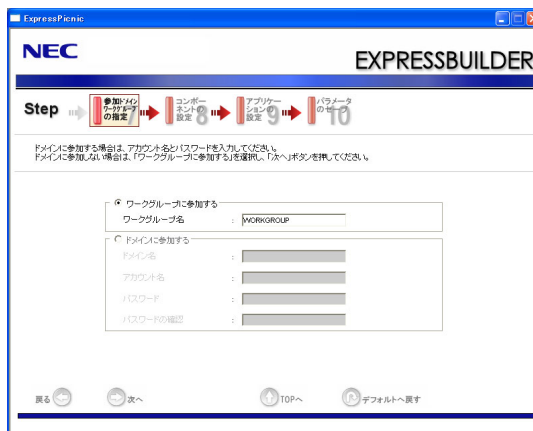 ExpressPicnic
NEC
EXPRESSBUILDER
Step
参加ドメイン
ワークグループ
の指定 7
コンポー
ネントの
設定 8
アプリケー
ションの
設定 9
パラメータ
のセーブ 10
ドメインに参加する場合は、アカウント名とパスワードを入力してください。
ドメインに参加しない場合は、「ワークグループに参加する」を選択し、「次へ」ボタンを押してください。
ワークグループに参加する
ワークグループ名 : WORKGROUP
ドメインに参加する
ドメイン名 :
アカウント名 :
パスワード :
パスワードの確認 :
戻る 次へ TOPへ デフォルトへ戻す